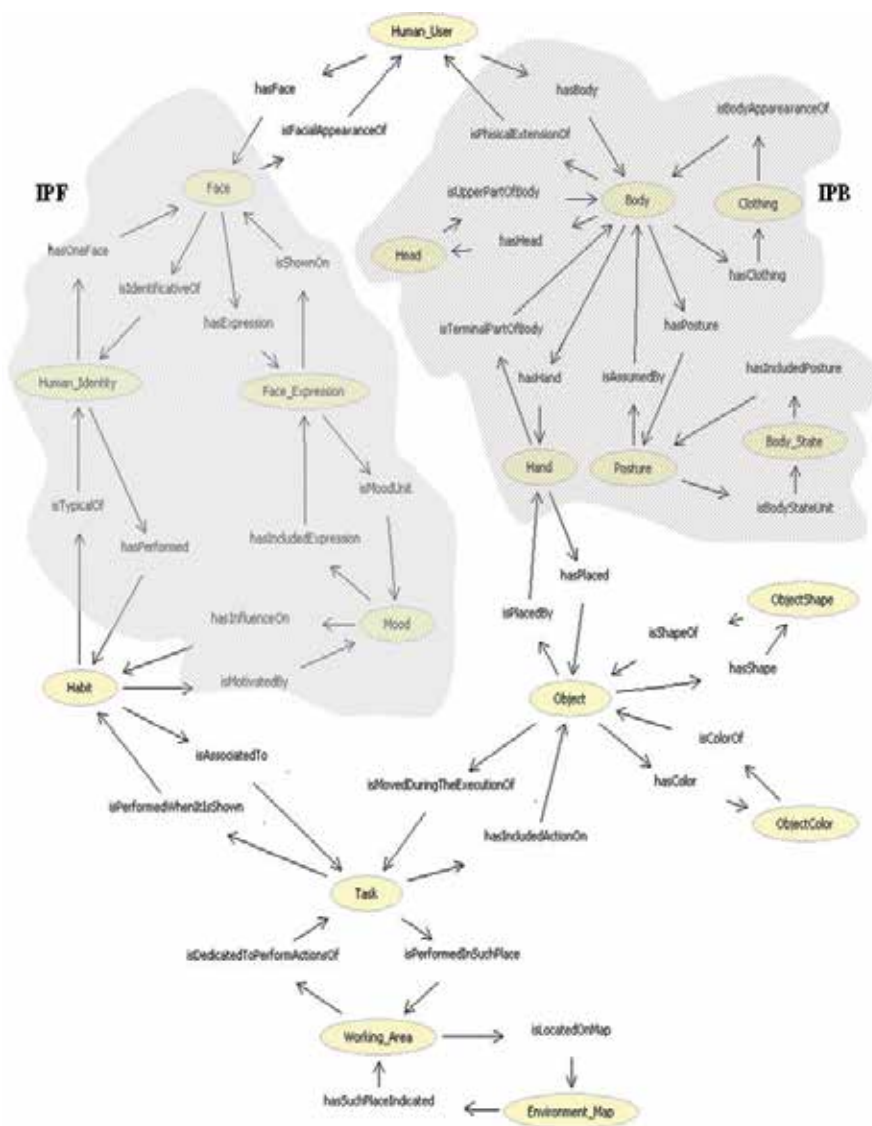 Human_User
hasFace
hasBody
isBodyApparearanceOf
isFacialAppearanceOf
isPhisicalExtensionOf
IPF
Face
isUpperPartOfBody
Body
Clothing
IPB
hasOneFace
isShownOn
Head
hasHead
hasClothing
isIdentificativeOf
hasExpression
isTerminalPartOfBody
hasPosture
Human_Identity
Face_Expression
hasHand
isAssumedBy
hasIncludedPosture
Body_State
Hand
Posture
isMoodUnit
isTypicalOf
isBodyStateUnit
hasPerformed
hasIncludedExpression
hasPlaced
isPlacedBy
ObjectShape
hasInfluenceOn
Mood
isShapeOf
hasShape
isMotivatedBy
Habit
Object
isColorOf
isAssociatedTo
hasColor
isPerformedWhenItIsShown
isMovedDuringTheExecutionOf
ObjectColor
hasIncludedActionOn
Task
isDedicatedToPerformActionsOf
isPerformedInSuchPlace
Working_Area
isLocatedOnMap
hasSuchPlaceIndicated
Environment_Map